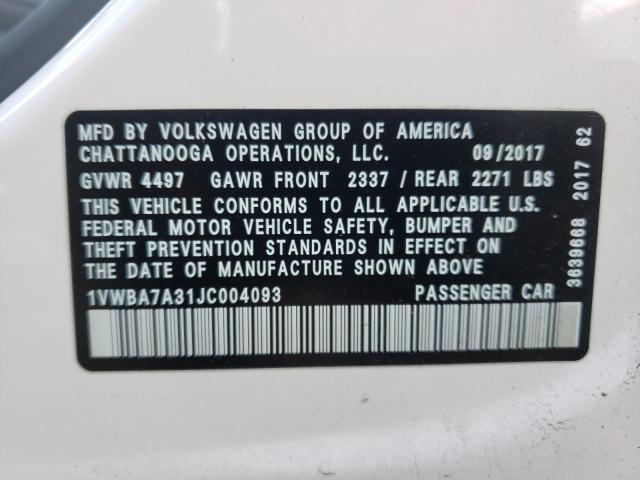 MFD BY VOLKSWAGEN GROUP OF AMERICA
CHATTANOOGA OPERATIONS, LLC. 09/2017
GVWR 4497 GAWR FRONT 2337 / REAR 2271 LBS
THIS VEHICLE CONFORMS TO ALL APPLICABLE U.S.
FEDERAL MOTOR VEHICLE SAFETY, BUMPER AND
THEFT PREVENTION STANDARDS IN EFFECT ON
THE DATE OF MANUFACTURE SHOWN ABOVE
1VWBA7A31JC004093 PASSENGER CAR
3639668 2017 62